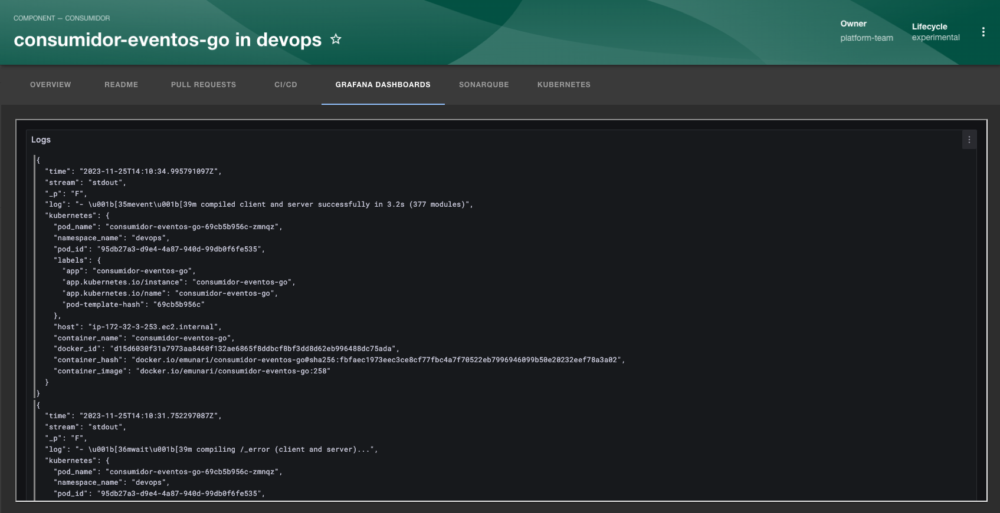 COMPONENT — CONSUMIDOR
consumidor-eventos-go in devops
Owner
platform-team
Lifecycle
experimental
OVERVIEW README PULL REQUESTS CI/CD GRAFANA DASHBOARDS SONARQUBE KUBERNETES
Logs
{
"time": "2023-11-25T14:10:34.995791097Z",
"stream": "stdout",
"_p": "F",
"log": "- \u001b[35mevent\u001b[39m compiled client and server successfully in 3.2s (377 modules)",
"kubernetes": {
"pod_name": "consumidor-eventos-go-69cb5b956c-zmnqz",
"namespace_name": "devops",
"pod_id": "95db27a3-d9e4-4a87-940d-99db0f6fe535",
"labels": {
"app": "consumidor-eventos-go",
"app.kubernetes.io/instance": "consumidor-eventos-go",
"app.kubernetes.io/name": "consumidor-eventos-go",
"pod-template-hash": "69cb5b956c"
},
"host": "ip-172-32-3-253.ec2.internal",
"container_name": "consumidor-eventos-go",
"docker_id": "d15d6030f31a7973aa8460f132ae6865f8ddbcf8bf3dd8d62eb996488dc75ada",
"container_hash": "docker.io/emunari/consumidor-eventos-go@sha256:fbfaec1973eec3ce8cf77fbc4a7f70522eb7996946099b50e20232eef78a3a02",
"container_image": "docker.io/emunari/consumidor-eventos-go:258"
}
}
{
"time": "2023-11-25T14:10:31.752297087Z",
"stream": "stdout",
"_p": "F",
"log": "- \u001b[36mwait\u001b[39m compiling /_error (client and server)...",
"kubernetes": {
"pod_name": "consumidor-eventos-go-69cb5b956c-zmnqz",
"namespace_name": "devops",
"pod_id": "95db27a3-d9e4-4a87-940d-99db0f6fe535",